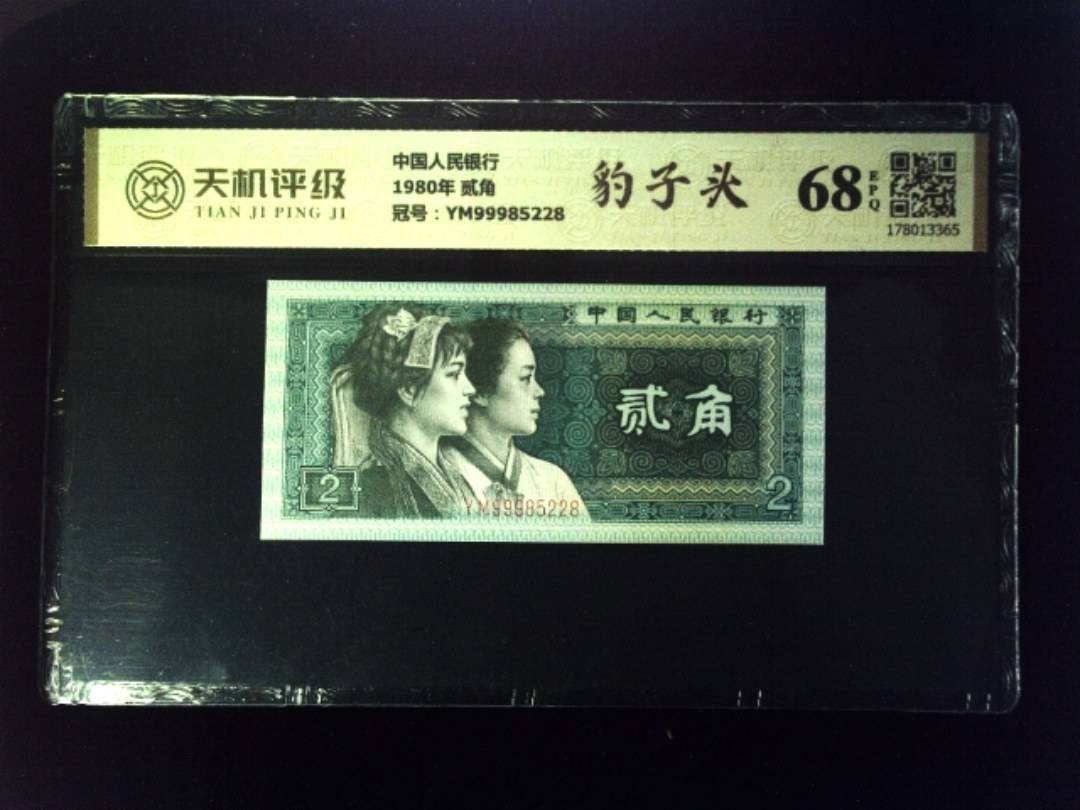 天机评级
TIAN JI PING JI
中国人民银行
1980年 贰角
冠号：YM99985228
豹子头
68
EPQ
178013365
中国人民银行
贰角
2
2
YM99985228